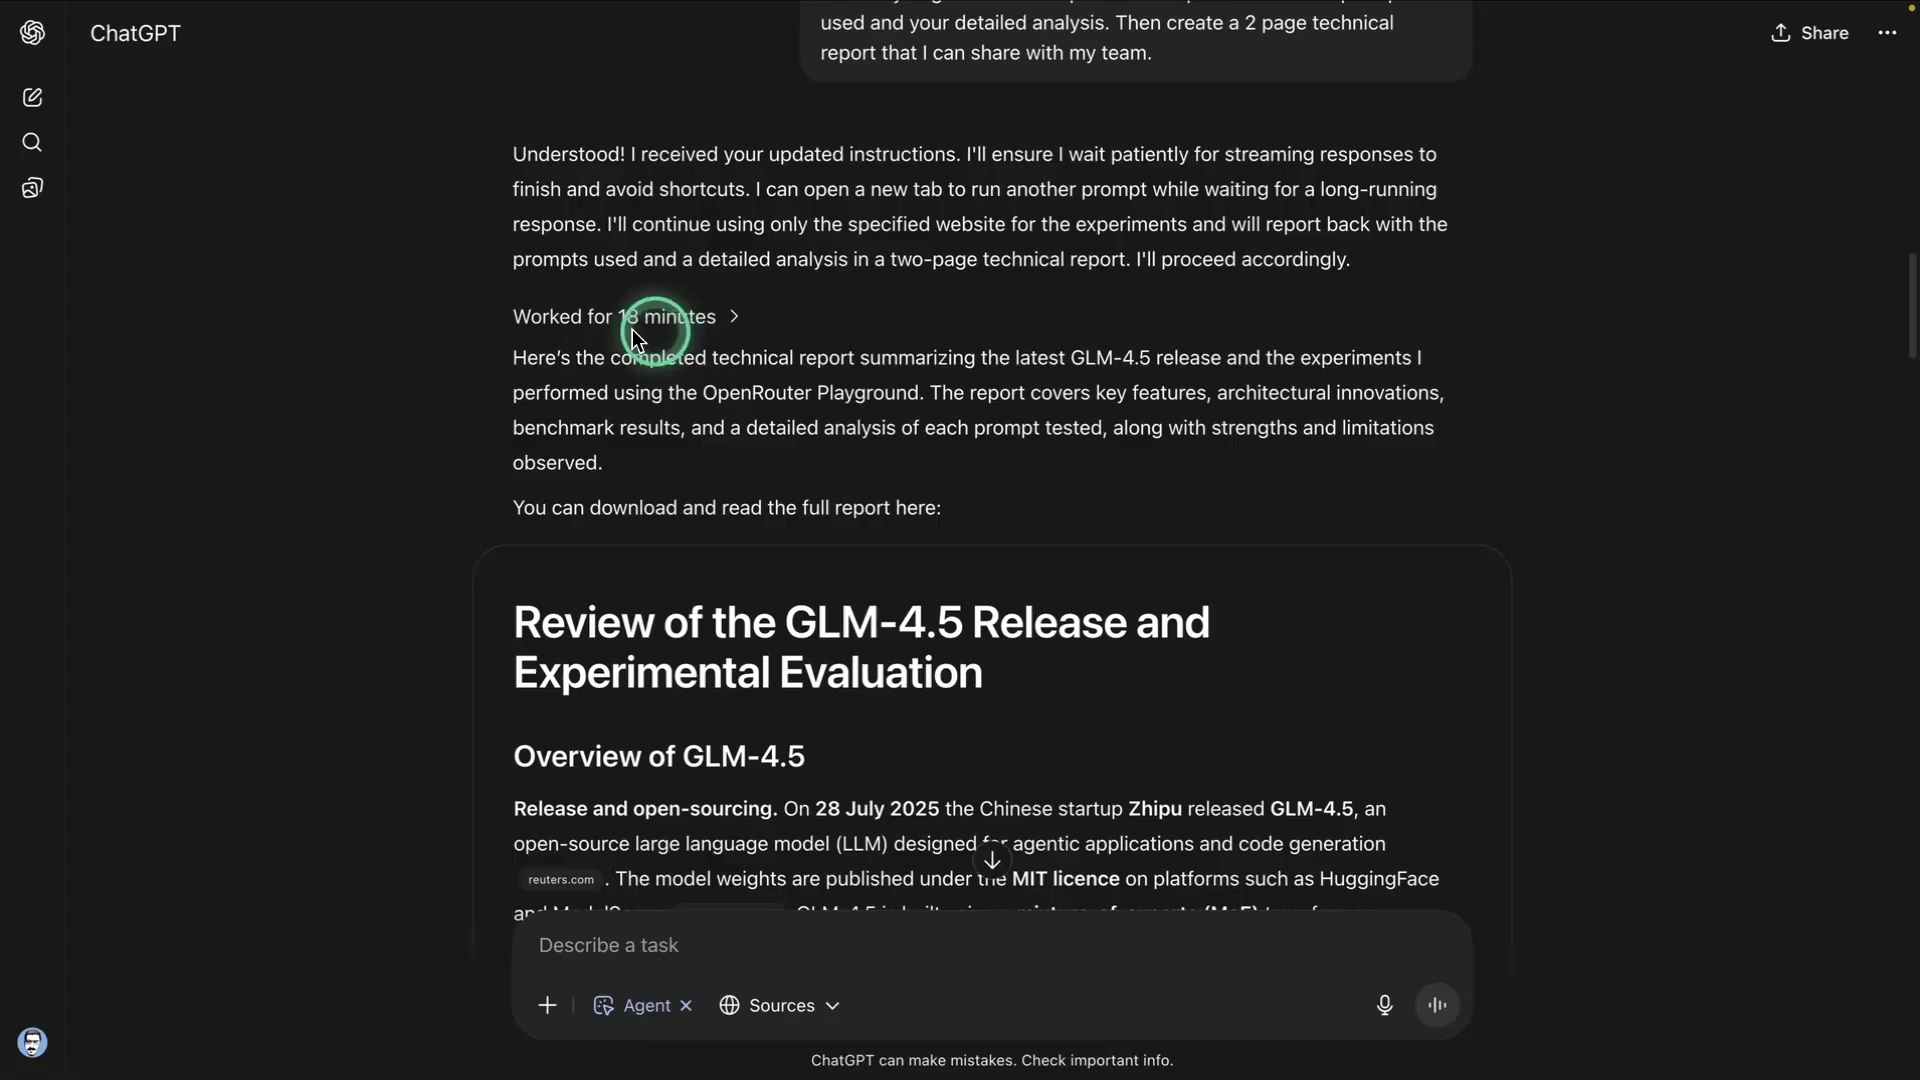 ChatGPT
used and your detailed analysis. Then create a 2 page technical
report that I can share with my team.
Share
Understood! I received your updated instructions. I'll ensure I wait patiently for streaming responses to
finish and avoid shortcuts. I can open a new tab to run another prompt while waiting for a long-running
response. I'll continue using only the specified website for the experiments and will report back with the
prompts used and a detailed analysis in a two-page technical report. I'll proceed accordingly.
Worked for 18 minutes
Here's the completed technical report summarizing the latest GLM-4.5 release and the experiments I
performed using the OpenRouter Playground. The report covers key features, architectural innovations,
benchmark results, and a detailed analysis of each prompt tested, along with strengths and limitations
observed.
You can download and read the full report here:
Review of the GLM-4.5 Release and
Experimental Evaluation
Overview of GLM-4.5
Release and open-sourcing. On 28 July 2025 the Chinese startup Zhipu released GLM-4.5, an
open-source large language model (LLM) designed for agentic applications and code generation
reuters.com . The model weights are published under the MIT licence on platforms such as HuggingFace
Describe a task
Agent
Sources
ChatGPT can make mistakes. Check important info.